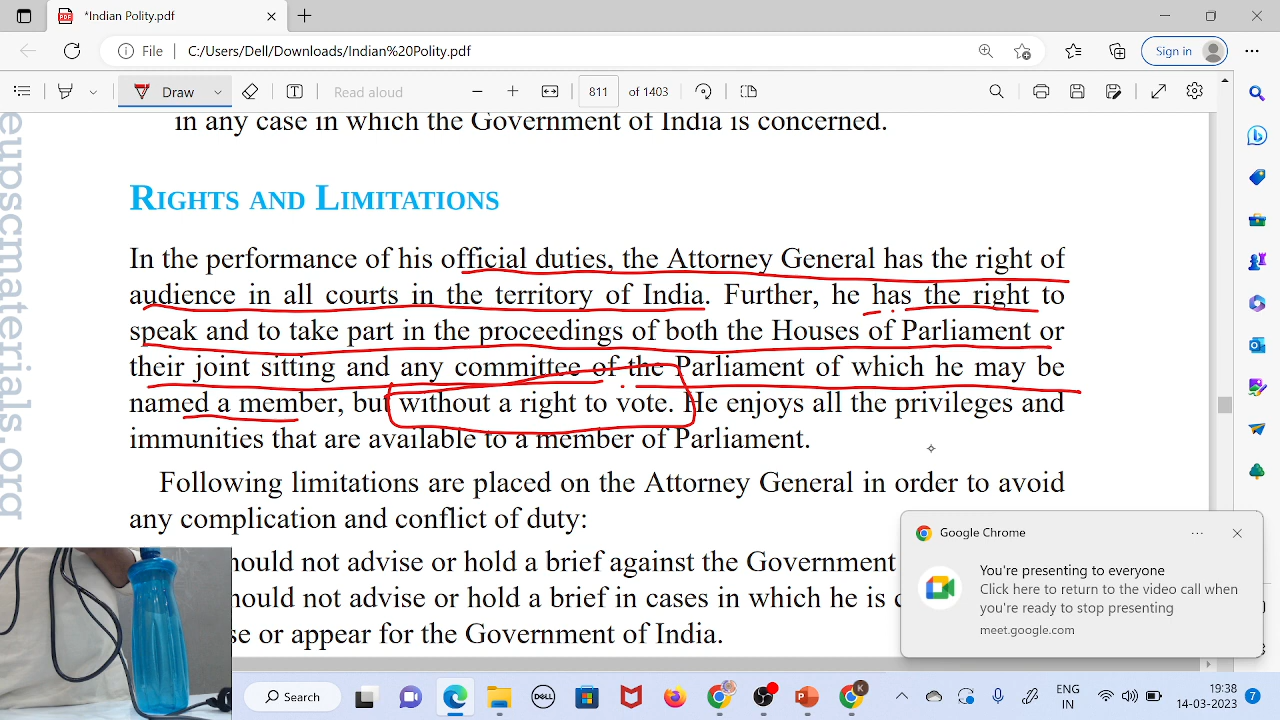 *Indian Polity.pdf
File
C:/Users/Dell/Downloads/Indian%20Polity.pdf
Sign in
Draw
Read aloud
811
of 1403
in any case in which the Government of India is concerned.
RIGHTS AND LIMITATIONS
In the performance of his official duties, the Attorney General has the right of
audience in all courts in the territory of India. Further, he has the right to
speak and to take part in the proceedings of both the Houses of Parliament or
their joint sitting and any committee of the Parliament of which he may be
named a member, but without a right to vote. He enjoys all the privileges and
immunities that are available to a member of Parliament.
Following limitations are placed on the Attorney General in order to avoid
any complication and conflict of duty:
hould not advise or hold a brief against the Government
hould not advise or hold a brief in cases in which he is
se or appear for the Government of India.
eupscmaterials.org
Google Chrome
You're presenting to everyone
Click here to return to the video call when
you're ready to stop presenting
meet.google.com
Search
DELL
K
ENG
IN
19:38
14-03-2023
7